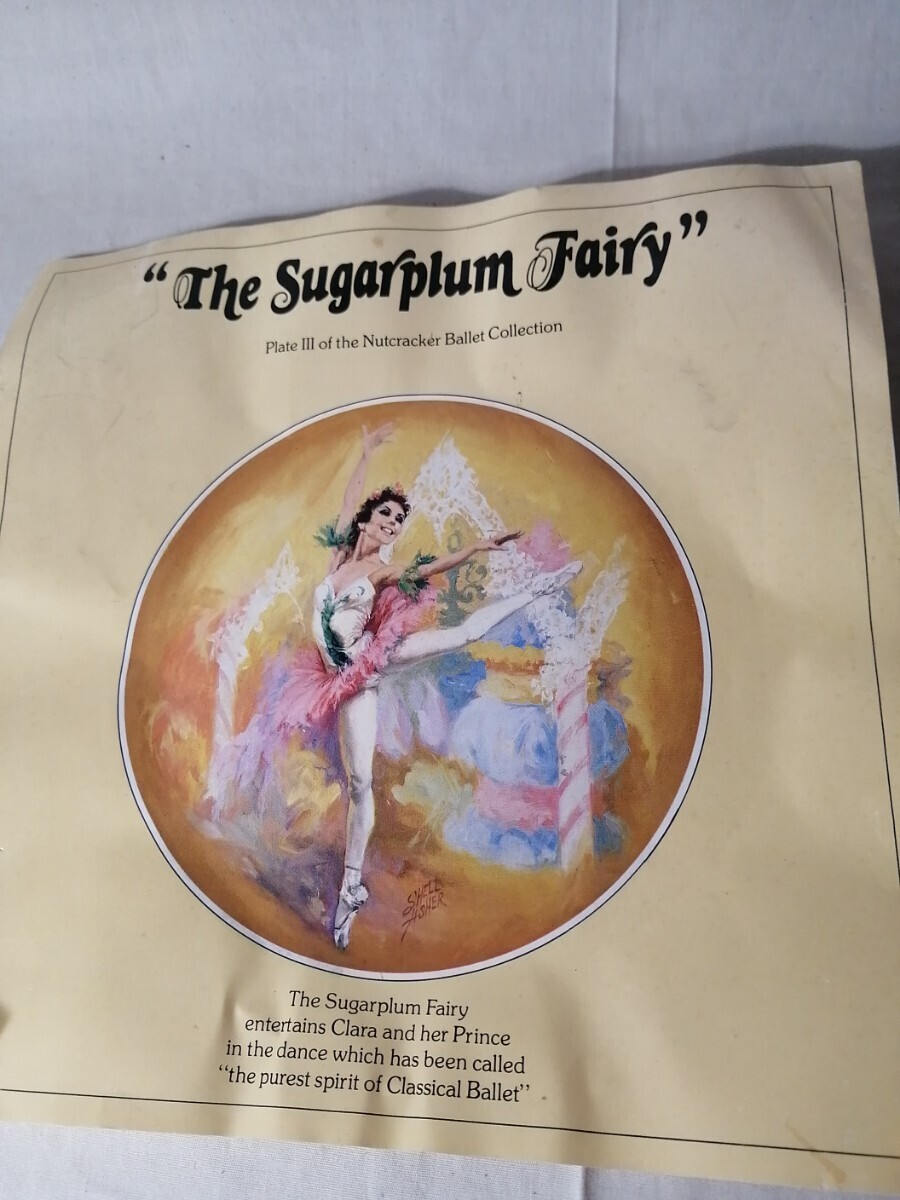 “The Sugarplum Fairy”
Plate III of the Nutcracker Ballet Collection
SHELL
FISHER
The Sugarplum Fairy
entertains Clara and her Prince
in the dance which has been called
“the purest spirit of Classical Ballet”